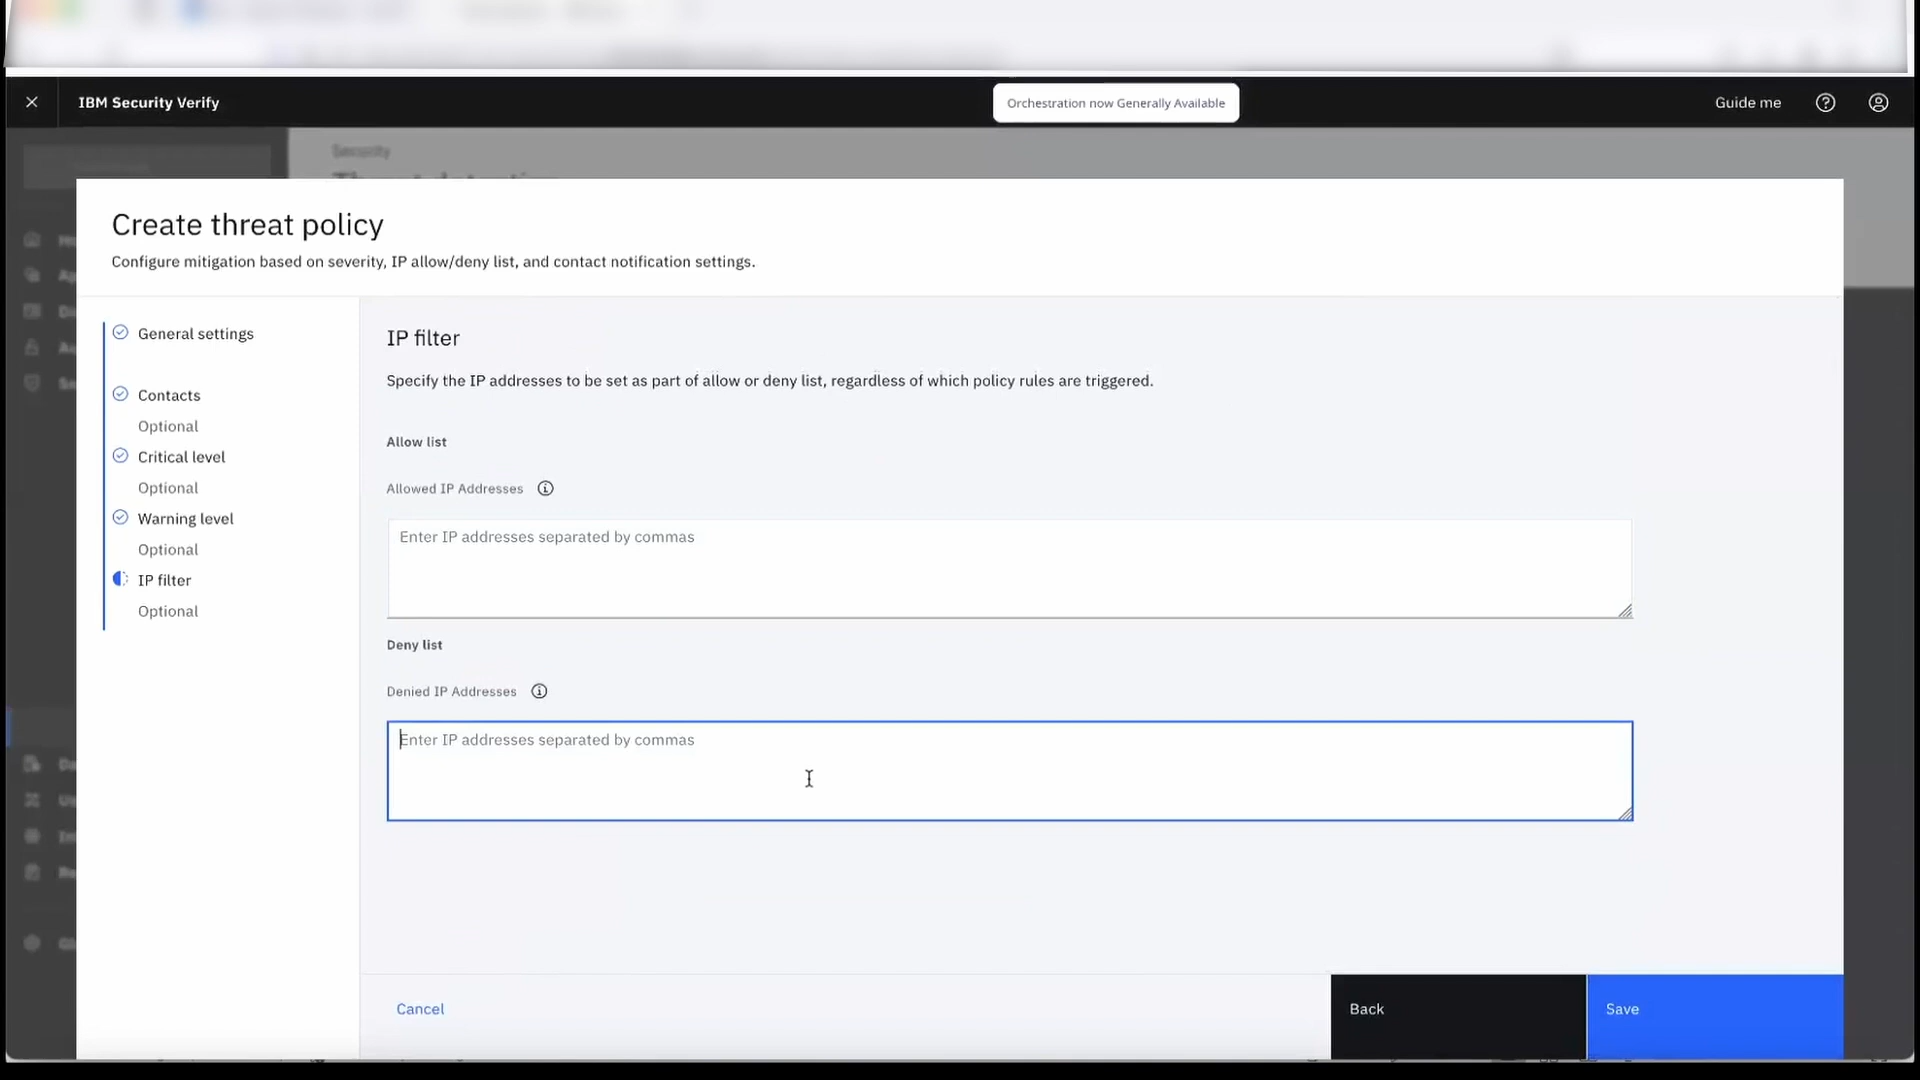 IBM Security Verify
Orchestration now Generally Available
Guide me
Security
Create threat policy
Configure mitigation based on severity, IP allow/deny list, and contact notification settings.
General settings
Contacts
Optional
Critical level
Optional
Warning level
Optional
IP filter
Optional
IP filter
Specify the IP addresses to be set as part of allow or deny list, regardless of which policy rules are triggered.
Allow list
Allowed IP Addresses
Enter IP addresses separated by commas
Deny list
Denied IP Addresses
Enter IP addresses separated by commas
Cancel
Back
Save